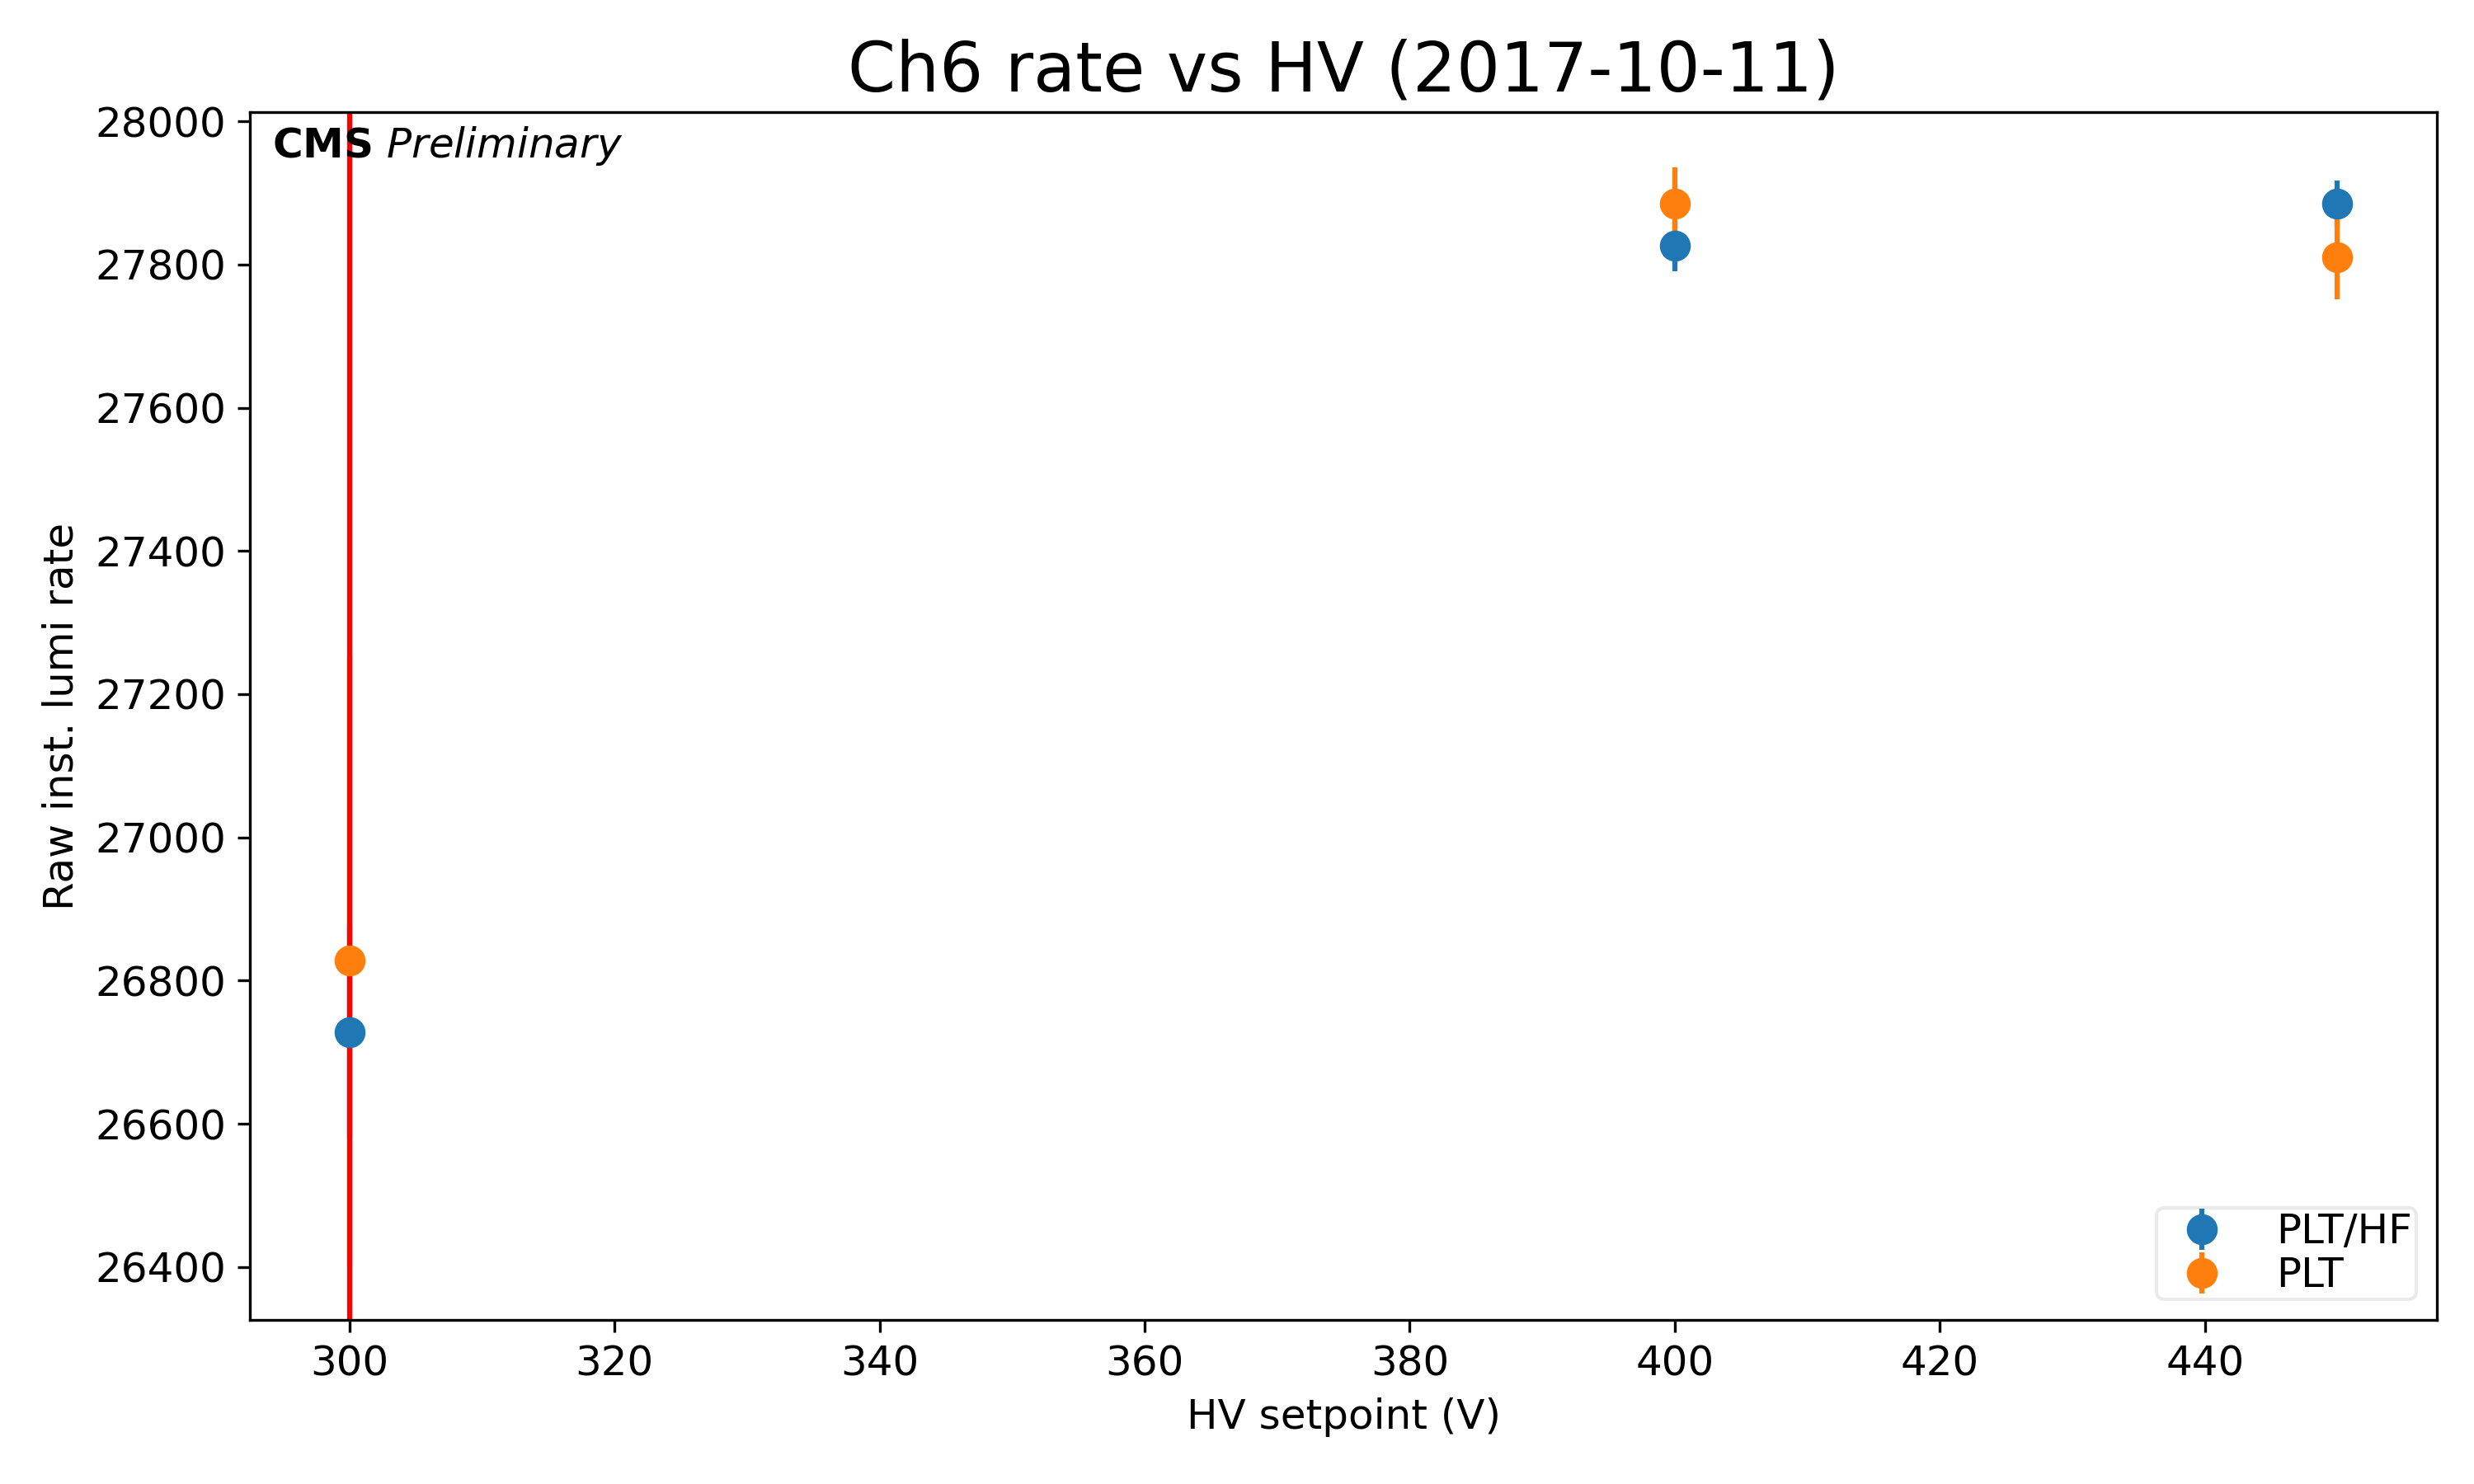 Ch6 rate vs HV (2017-10-11)
CMS Preliminary
28000
27800
27600
27400
27200
27000
26800
26600
26400
Raw inst. lumi rate
300 320 340 360 380 400 420 440
HV setpoint (V)
PLT/HF
PLT